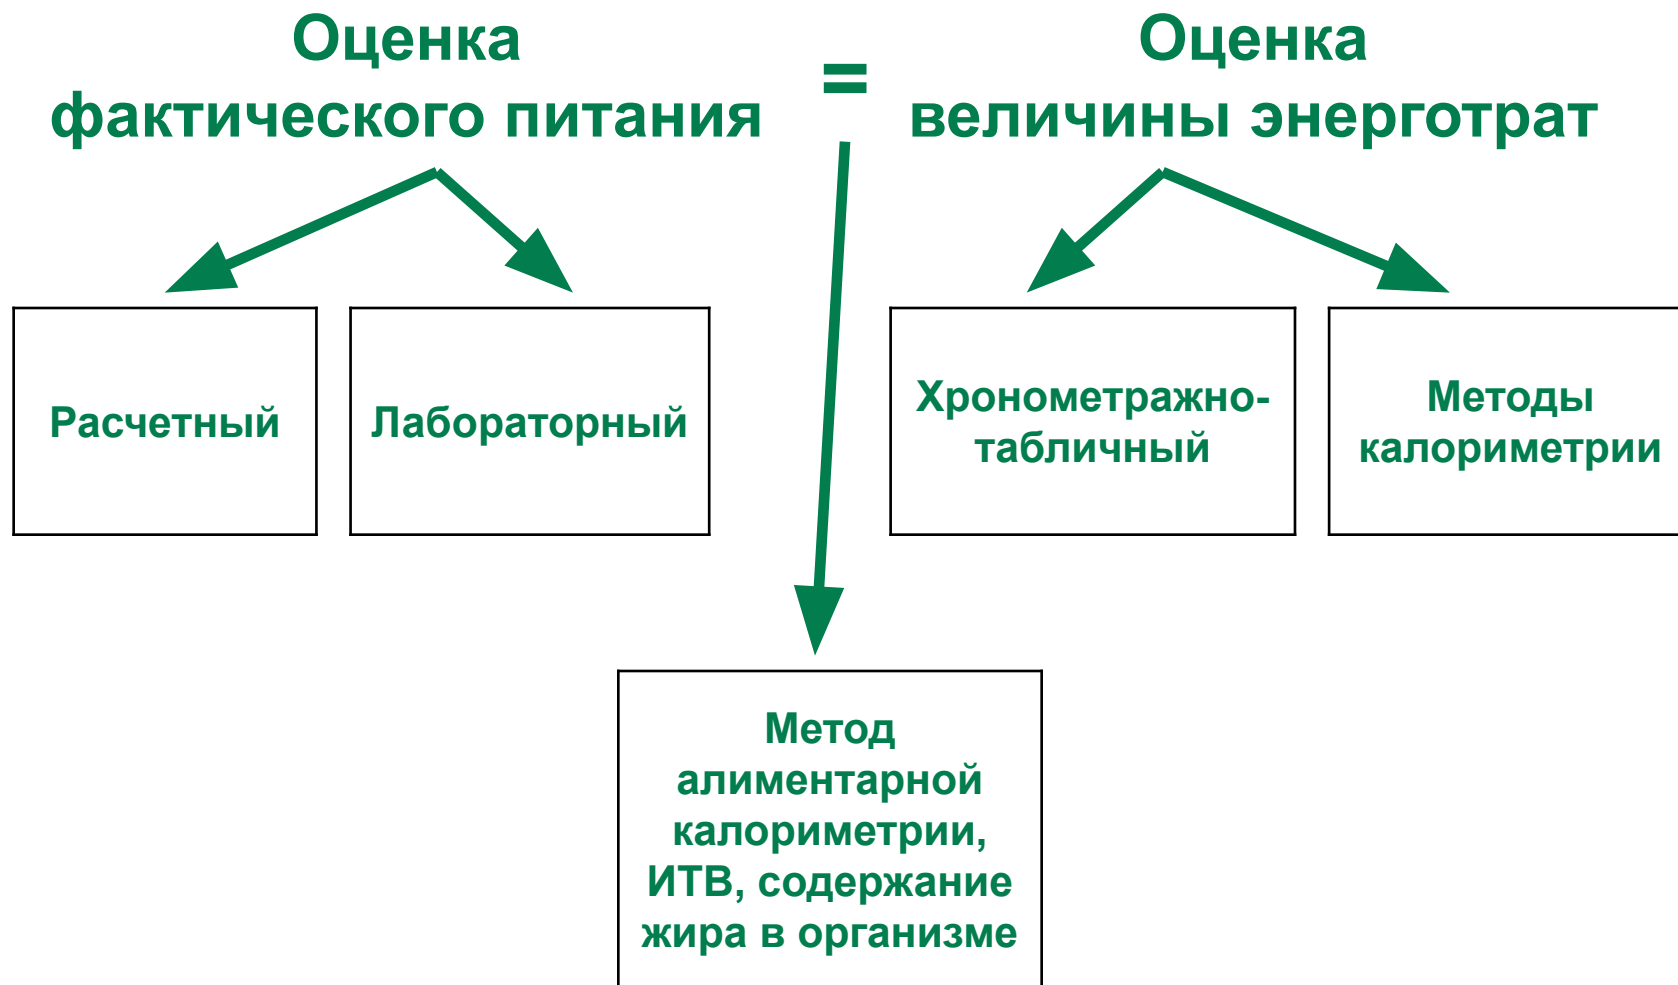 Оценка
фактического питания
=
Оценка
величины энерготрат
Расчетный
Лабораторный
Хронометражно-
табличный
Методы
калориметрии
Метод
алиментарной
калориметрии,
ИТВ, содержание
жира в организме